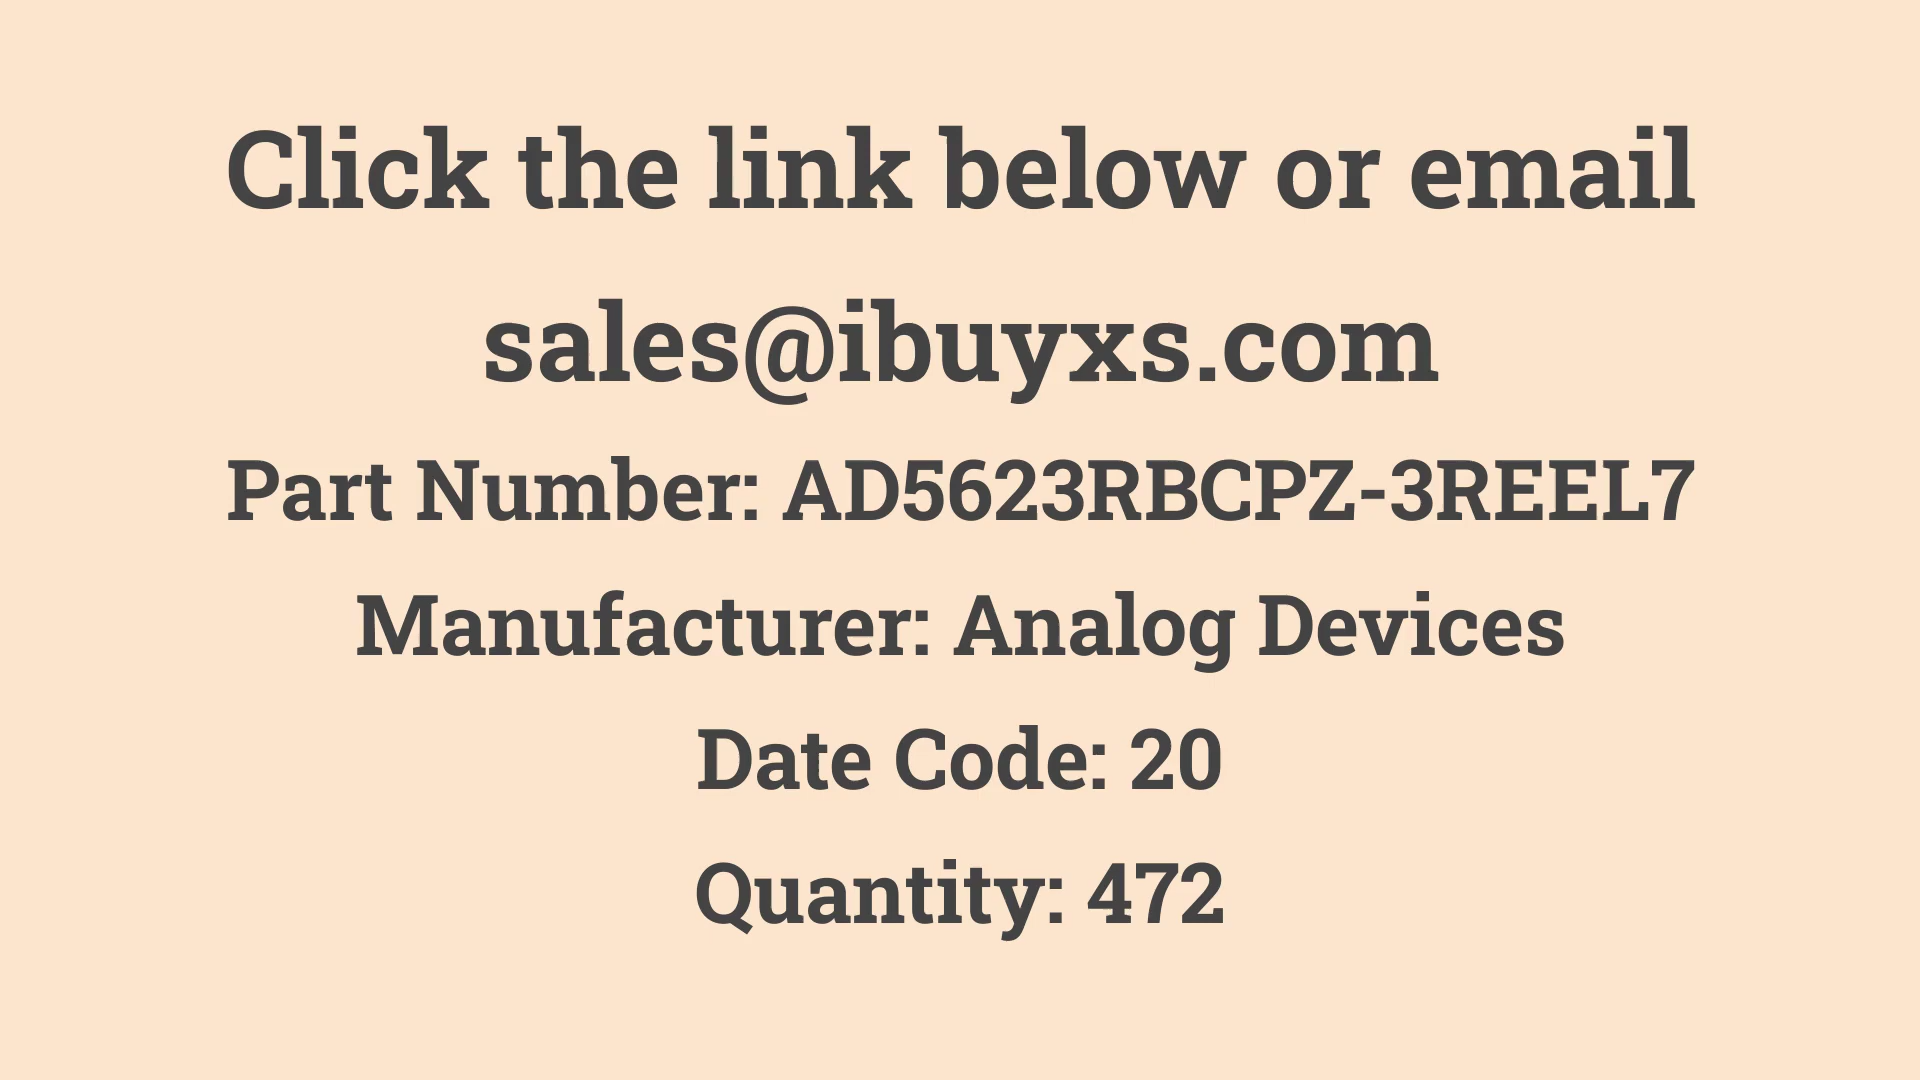 Click the link below or email
sales@ibuyxs.com
Part Number: AD5623RBCPZ-3REEL7
Manufacturer: Analog Devices
Date Code: 20
Quantity: 472